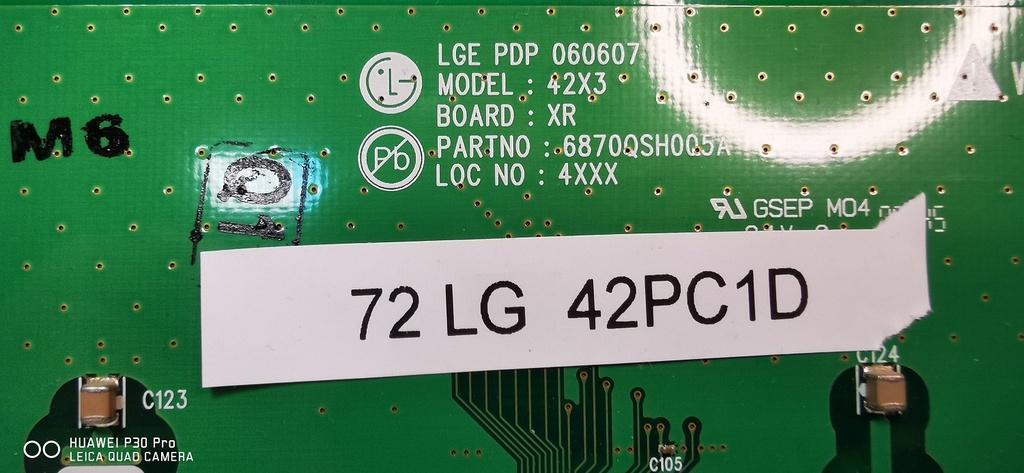 LGE PDP 060607
MODEL : 42X3
BOARD : XR
PARTNO : 6870QSH005A
LOC NO : 4XXX
Pb
M6
GSEP M04
72 LG 42PC1D
C124
C123
C105
HUAWEI P30 Pro
LEICA QUAD CAMERA